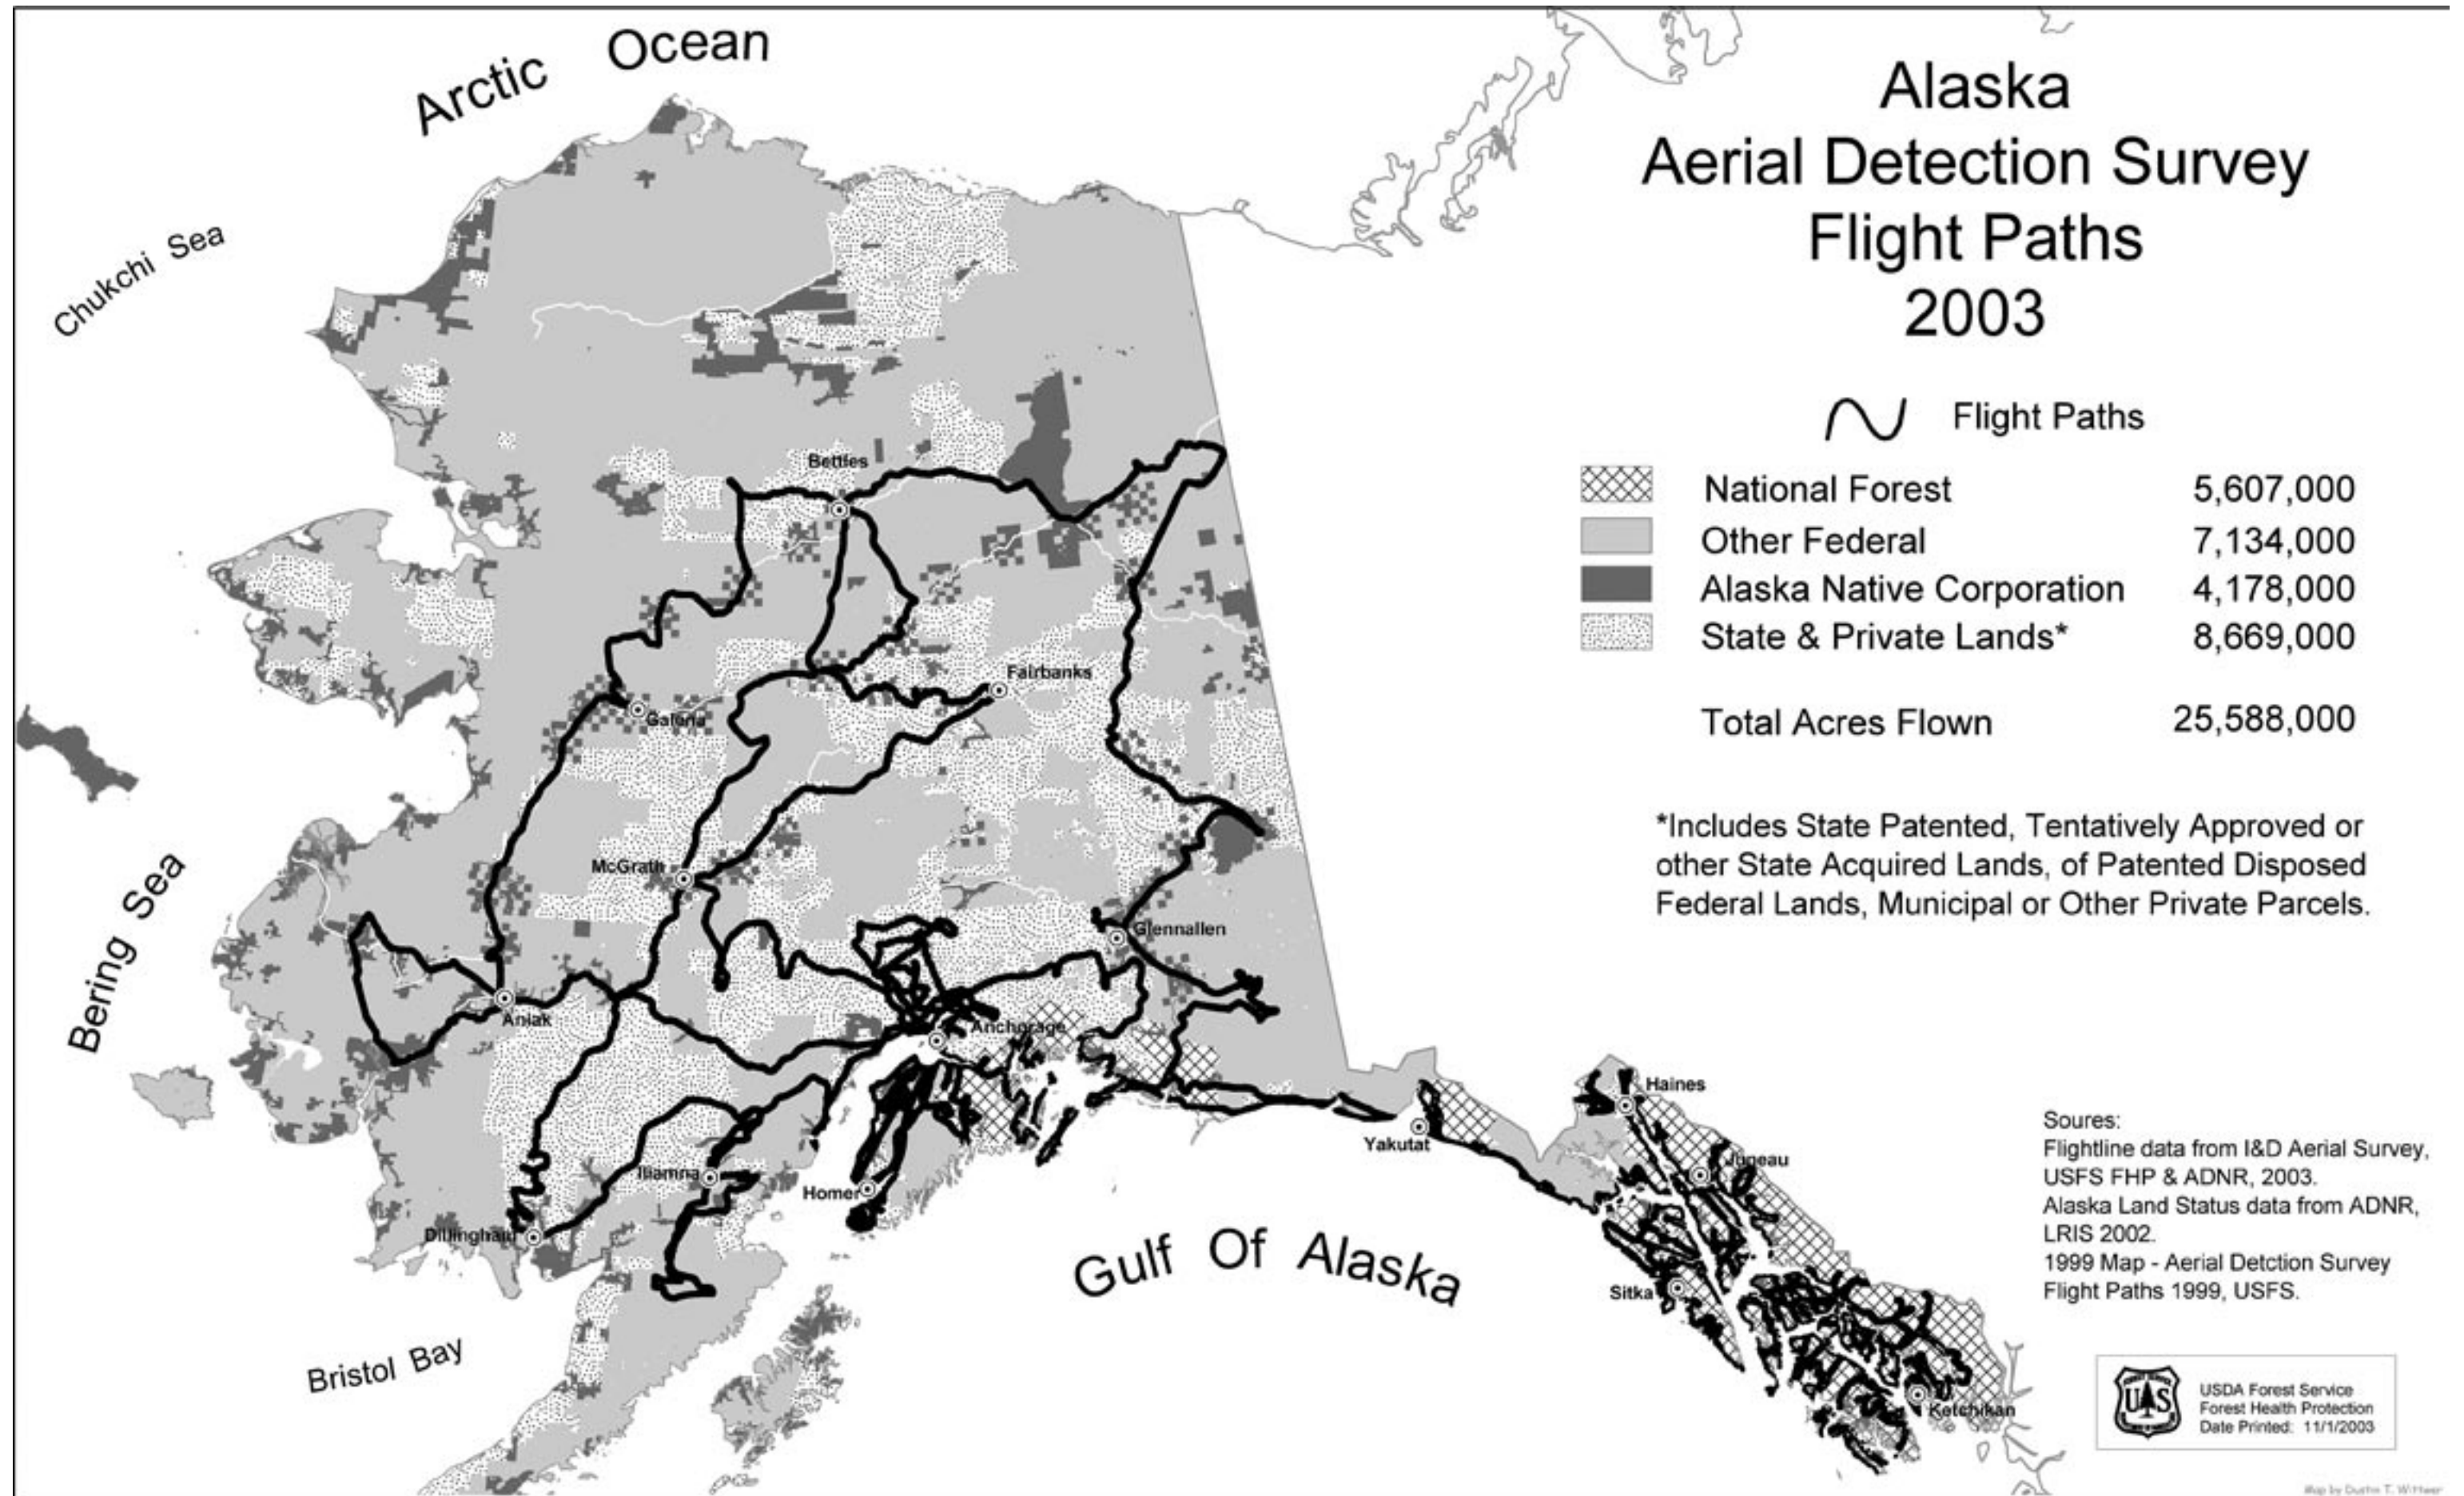 Arctic Ocean
Chukchi Sea
Bering Sea
Bristol Bay
Gulf Of Alaska
Bettles
Fairbanks
Galena
McGrath
Glennallen
Aniak
Anchorage
Iliamna
Homer
Dillingham
Yakutat
Haines
Juneau
Sitka
Ketchikan
Alaska
Aerial Detection Survey
Flight Paths
2003
Flight Paths
National Forest 5,607,000
Other Federal 7,134,000
Alaska Native Corporation 4,178,000
State & Private Lands* 8,669,000
Total Acres Flown 25,588,000
*Includes State Patented, Tentatively Approved or
other State Acquired Lands, of Patented Disposed
Federal Lands, Municipal or Other Private Parcels.
Soures:
Flightline data from I&D Aerial Survey,
USFS FHP & ADNR, 2003.
Alaska Land Status data from ADNR,
LRIS 2002.
1999 Map - Aerial Detction Survey
Flight Paths 1999, USFS.
FOREST SERVICE
U S
USDA Forest Service
Forest Health Protection
Date Printed: 11/1/2003
Map by Dustin T. Wittwer